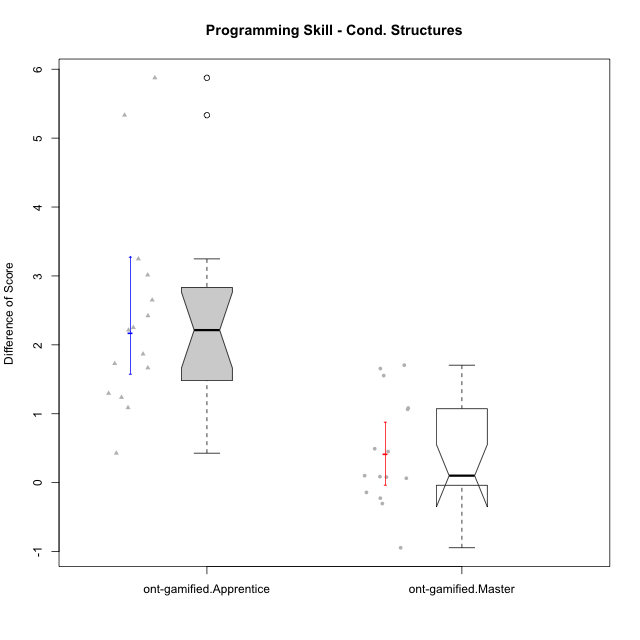 Programming Skill - Cond. Structures
6
5
4
3
2
1
0
-1
Difference of Score
ont-gamified.Apprentice
ont-gamified.Master